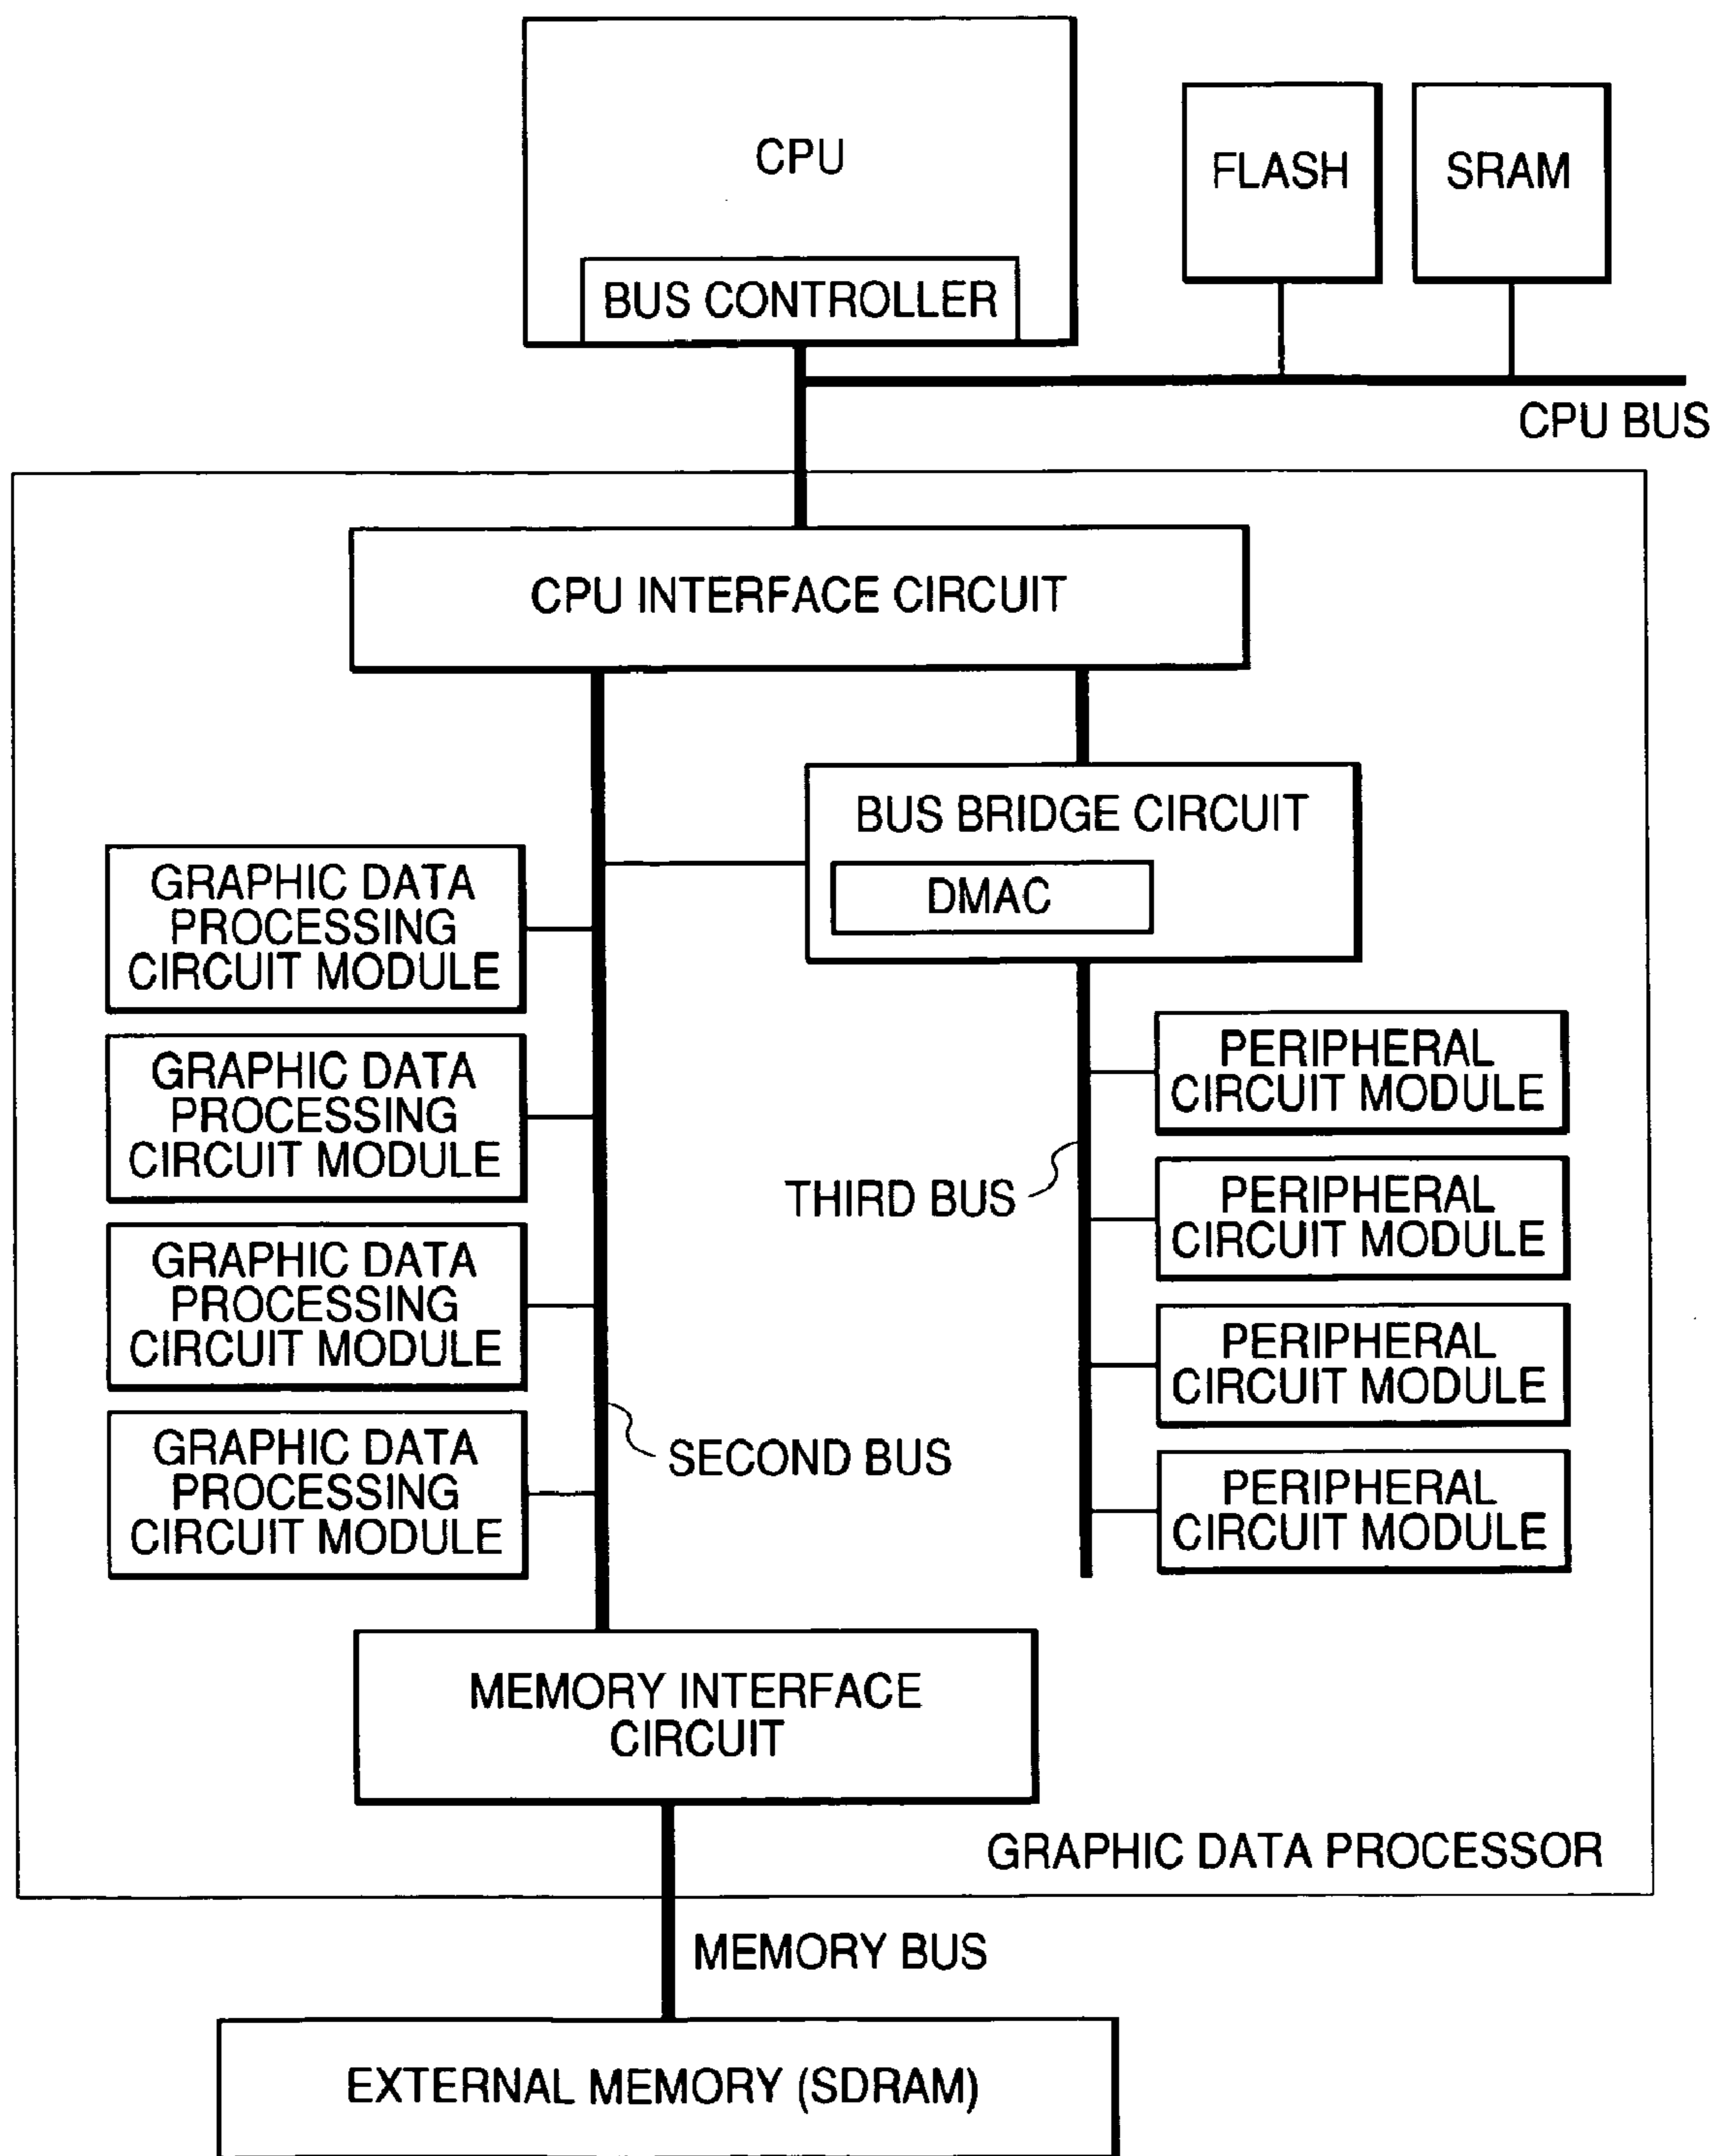 CPU
BUS CONTROLLER
FLASH
SRAM
CPU BUS
CPU INTERFACE CIRCUIT
BUS BRIDGE CIRCUIT
DMAC
GRAPHIC DATA
PROCESSING
CIRCUIT MODULE
GRAPHIC DATA
PROCESSING
CIRCUIT MODULE
GRAPHIC DATA
PROCESSING
CIRCUIT MODULE
GRAPHIC DATA
PROCESSING
CIRCUIT MODULE
PERIPHERAL
CIRCUIT MODULE
PERIPHERAL
CIRCUIT MODULE
PERIPHERAL
CIRCUIT MODULE
PERIPHERAL
CIRCUIT MODULE
THIRD BUS
SECOND BUS
MEMORY INTERFACE
CIRCUIT
GRAPHIC DATA PROCESSOR
MEMORY BUS
EXTERNAL MEMORY (SDRAM)